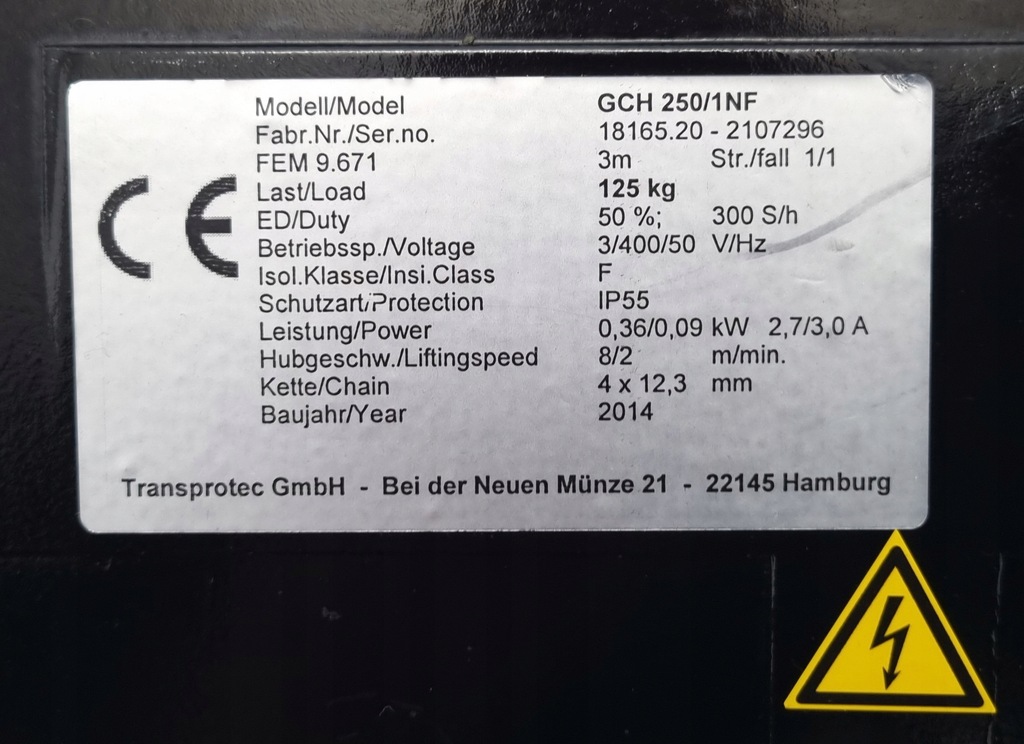 CE
Modell/Model GCH 250/1NF
Fabr.Nr./Ser.no. 18165.20 - 2107296
FEM 9.671 3m Str./fall 1/1
Last/Load 125 kg
ED/Duty 50 %; 300 S/h
Betriebssp./Voltage 3/400/50 V/Hz
Isol.Klasse/Insi.Class F
Schutzart/Protection IP55
Leistung/Power 0,36/0,09 kW 2,7/3,0 A
Hubgeschw./Liftingspeed 8/2 m/min.
Kette/Chain 4 x 12,3 mm
Baujahr/Year 2014
Transprotec GmbH - Bei der Neuen Münze 21 - 22145 Hamburg